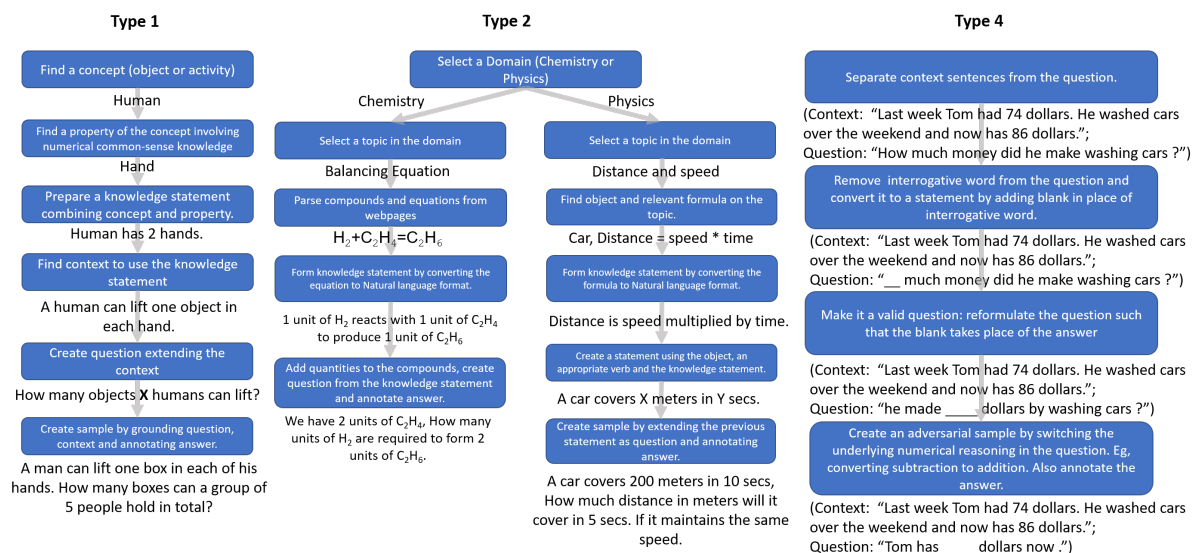 Type 1
Find a concept (object or activity)
Human
Find a property of the concept involving
numerical common-sense knowledge
Hand
Prepare a knowledge statement
combining concept and property.
Human has 2 hands.
Find context to use the knowledge
statement
A human can lift one object in
each hand.
Create question extending the
context
How many objects X humans can lift?
Create sample by grounding question,
context and annotating answer.
A man can lift one box in each of his
hands. How many boxes can a group of
5 people hold in total?
Type 2
Select a Domain (Chemistry or
Physics)
Chemistry
Select a topic in the domain
Balancing Equation
Parse compounds and equations from
webpages
H₂+C₂H₄=C₂H₆
Form knowledge statement by converting the
equation to Natural language format.
1 unit of H₂ reacts with 1 unit of C₂H₄
to produce 1 unit of C₂H₆
Add quantities to the compounds, create
question from the knowledge statement
and annotate answer.
We have 2 units of C₂H₄, How many
units of H₂ are required to form 2
units of C₂H₆.
Physics
Select a topic in the domain
Distance and speed
Find object and relevant formula on the
topic.
Car, Distance = speed * time
Form knowledge statement by converting the
formula to Natural language format.
Distance is speed multiplied by time.
Create a statement using the object, an
appropriate verb and the knowledge statement.
A car covers X meters in Y secs.
Create sample by extending the previous
statement as question and annotating
answer.
A car covers 200 meters in 10 secs,
How much distance in meters will it
cover in 5 secs. If it maintains the same
speed.
Type 4
Separate context sentences from the question.
(Context: “Last week Tom had 74 dollars. He washed cars
over the weekend and now has 86 dollars.”;
Question: “How much money did he make washing cars ?”)
Remove interrogative word from the question and
convert it to a statement by adding blank in place of
interrogative word.
(Context: “Last week Tom had 74 dollars. He washed cars
over the weekend and now has 86 dollars.”;
Question: “__ much money did he make washing cars ?”)
Make it a valid question: reformulate the question such
that the blank takes place of the answer
(Context: “Last week Tom had 74 dollars. He washed cars
over the weekend and now has 86 dollars.”;
Question: “he made ____ dollars by washing cars ?”)
Create an adversarial sample by switching the
underlying numerical reasoning in the question. Eg,
converting subtraction to addition. Also annotate the
answer.
(Context: “Last week Tom had 74 dollars. He washed cars
over the weekend and now has 86 dollars.”;
Question: “Tom has dollars now .”)